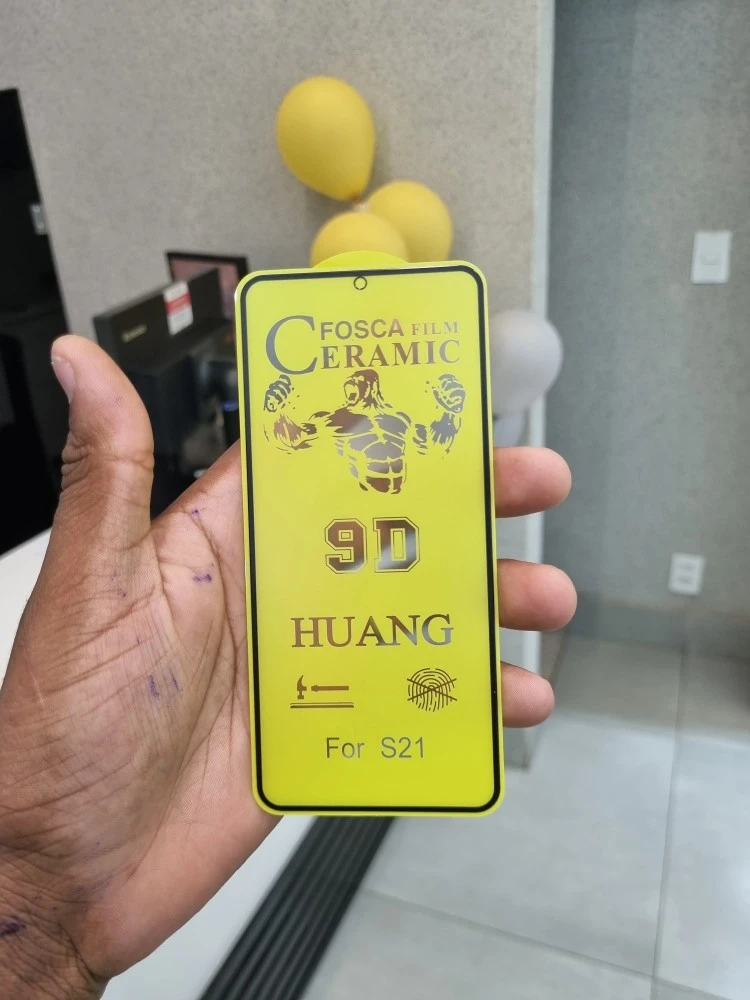 FOSCA FILM
CERAMIC
9D
HUANG
For S21